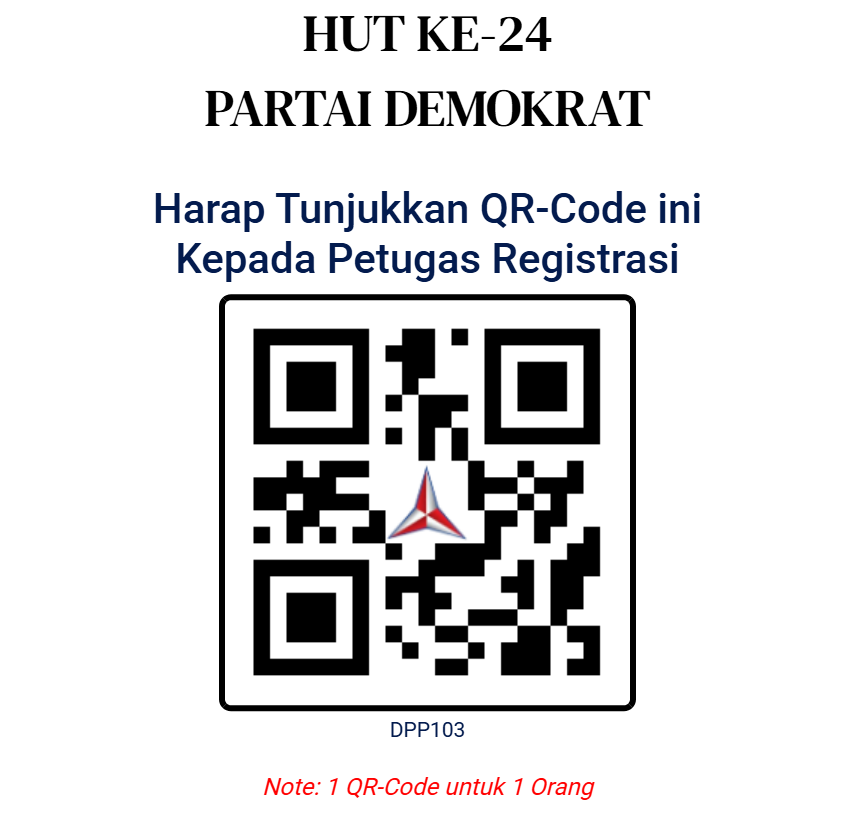 HUT KE-24
PARTAI DEMOKRAT
Harap Tunjukkan QR-Code ini
Kepada Petugas Registrasi
DPP103
Note: 1 QR-Code untuk 1 Orang